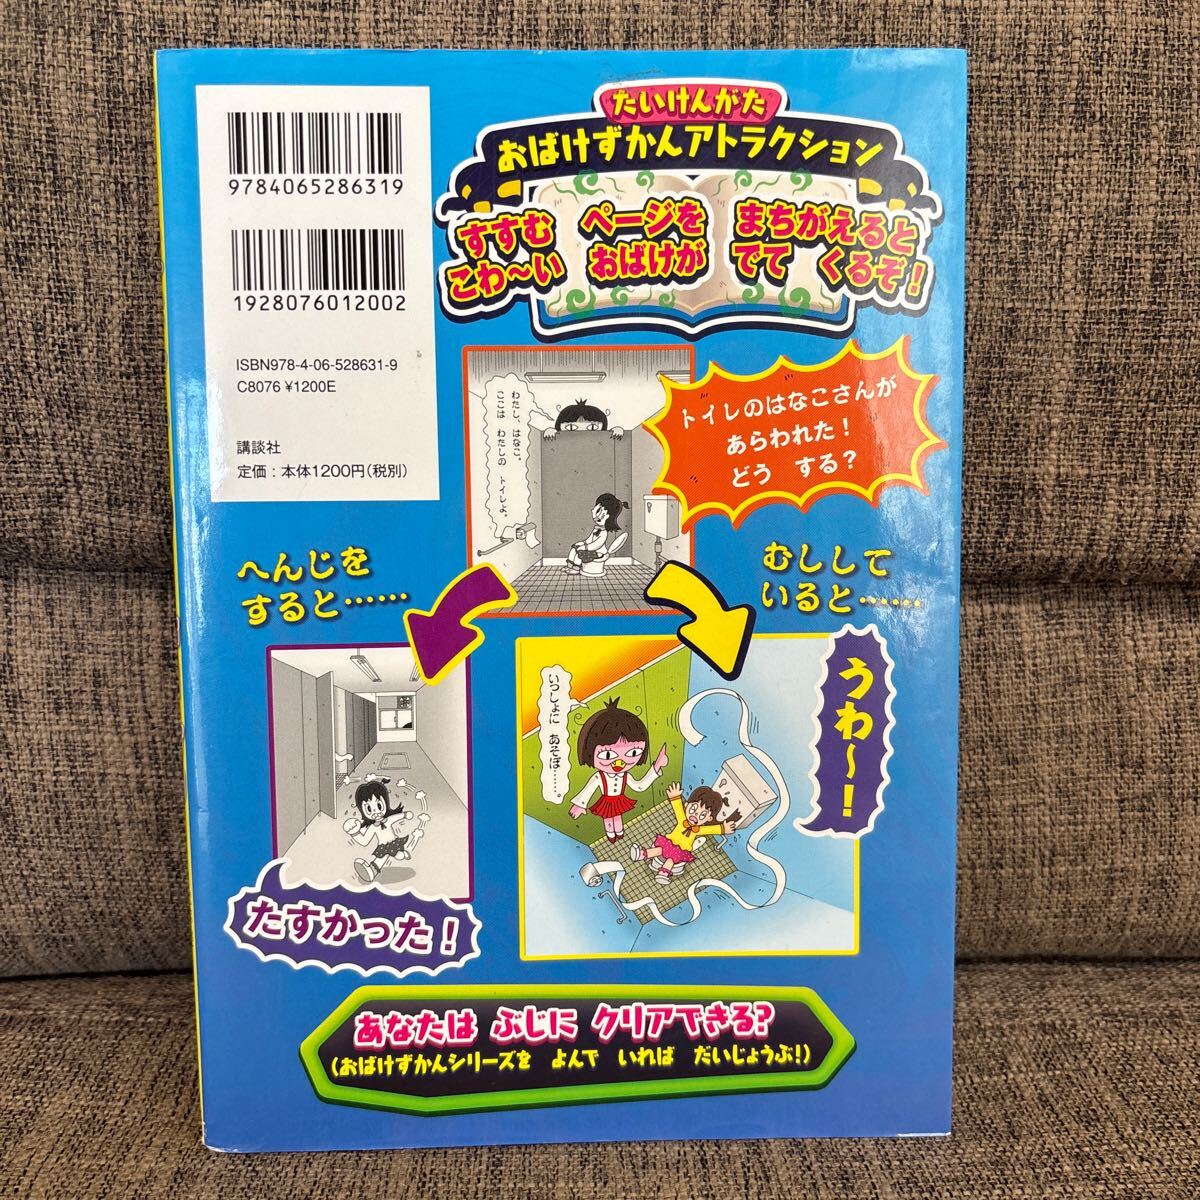 9784065286319
1928076012002
ISBN978-4-06-528631-9
C8076 ¥1200E
講談社
定価：本体1200円(税別)
たいけんがた
おばけずかんアトラクション
すすむ ページを まちがえると
こわ〜い おばけが でて くるぞ！
トイレのはなこさんが
あらわれた！
どう する？
わたし、はなこ。
ここは わたしの トイレよ。
へんじを
すると……
むしして
いると……
いっしょに あそぼ……。
うわ〜！
たすかった！
あなたは ぶじに クリアできる？
(おばけずかんシリーズを よんで いれば だいじょうぶ！)